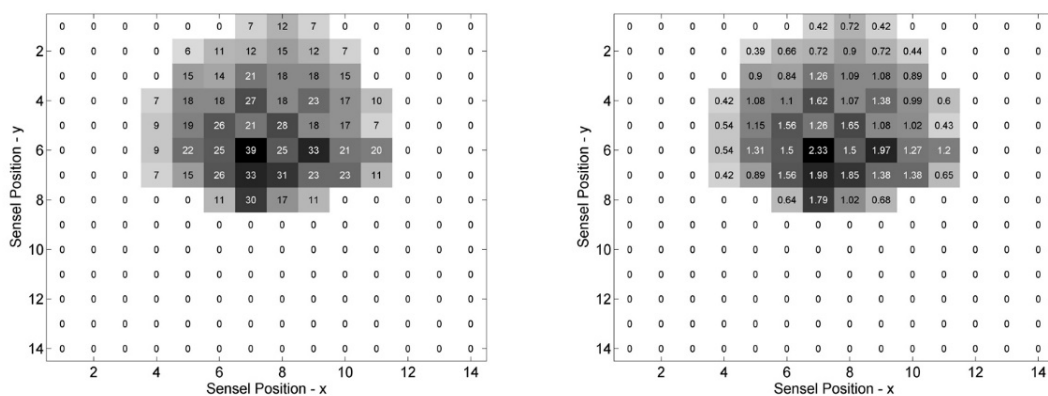 0 0 0 0 0 0 7 12 7 0 0 0 0 0
2 0 0 0 0 6 11 12 15 12 7 0 0 0 0
0 0 0 0 15 14 21 18 18 15 0 0 0 0
4 0 0 0 7 18 18 27 18 23 17 10 0 0 0
0 0 0 9 19 26 21 28 18 17 7 0 0 0
6 0 0 0 9 22 25 39 25 33 21 20 0 0 0
0 0 0 7 15 26 33 31 23 23 11 0 0 0
8 0 0 0 0 0 11 30 17 11 0 0 0 0 0
0 0 0 0 0 0 0 0 0 0 0 0 0 0
10 0 0 0 0 0 0 0 0 0 0 0 0 0 0
0 0 0 0 0 0 0 0 0 0 0 0 0 0
12 0 0 0 0 0 0 0 0 0 0 0 0 0 0
0 0 0 0 0 0 0 0 0 0 0 0 0 0
14 0 0 0 0 0 0 0 0 0 0 0 0 0 0
2 4 6 8 10 12 14
Sensel Position - x
Sensel Position - y
0 0 0 0 0 0 0.42 0.72 0.42 0 0 0 0 0
2 0 0 0 0 0.39 0.66 0.72 0.9 0.72 0.44 0 0 0 0
0 0 0 0 0.9 0.84 1.26 1.09 1.08 0.89 0 0 0 0
4 0 0 0 0.42 1.08 1.1 1.62 1.07 1.38 0.99 0.6 0 0 0
0 0 0 0.54 1.15 1.56 1.26 1.65 1.08 1.02 0.43 0 0 0
6 0 0 0 0.54 1.31 1.5 2.33 1.5 1.97 1.27 1.2 0 0 0
0 0 0 0.42 0.89 1.56 1.98 1.85 1.38 1.38 0.65 0 0 0
8 0 0 0 0 0 0.64 1.79 1.02 0.68 0 0 0 0 0
0 0 0 0 0 0 0 0 0 0 0 0 0 0
10 0 0 0 0 0 0 0 0 0 0 0 0 0 0
0 0 0 0 0 0 0 0 0 0 0 0 0 0
12 0 0 0 0 0 0 0 0 0 0 0 0 0 0
0 0 0 0 0 0 0 0 0 0 0 0 0 0
14 0 0 0 0 0 0 0 0 0 0 0 0 0 0
2 4 6 8 10 12 14
Sensel Position - x
Sensel Position - y